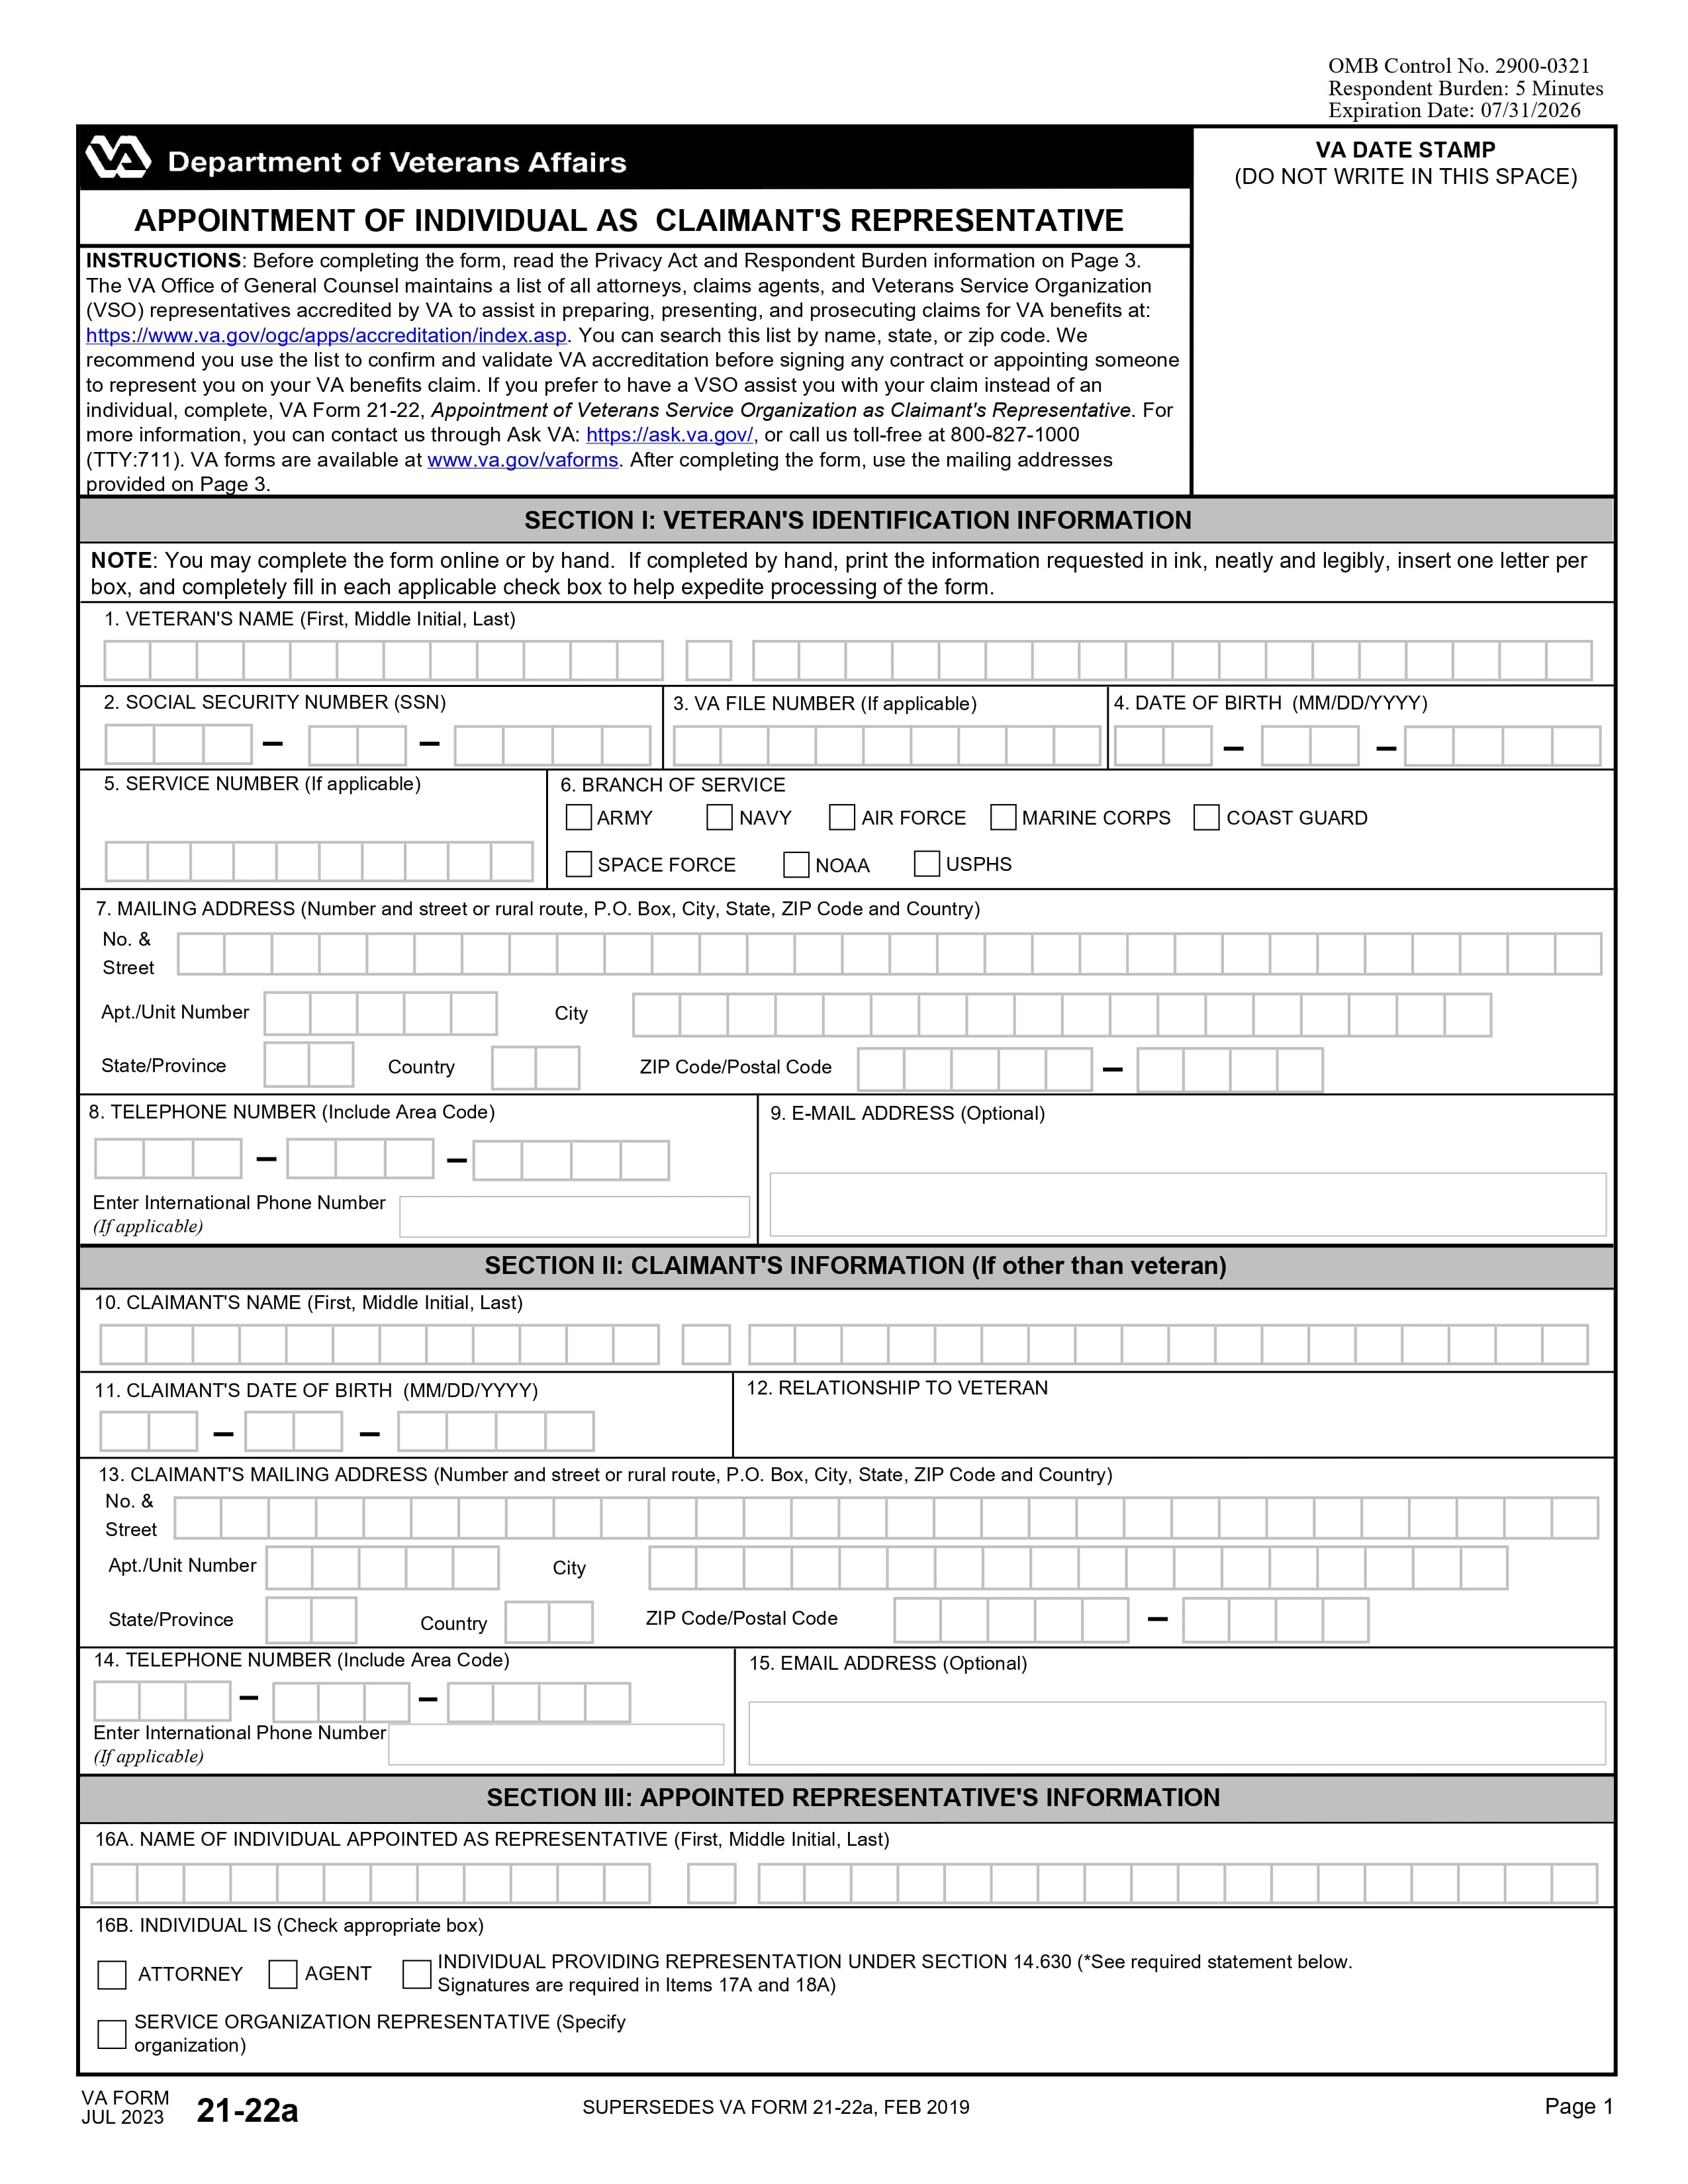 OMB Control No. 2900-0321
Respondent Burden: 5 Minutes
Expiration Date: 07/31/2026
VA Department of Veterans Affairs
VA DATE STAMP
(DO NOT WRITE IN THIS SPACE)
APPOINTMENT OF INDIVIDUAL AS CLAIMANT'S REPRESENTATIVE
INSTRUCTIONS: Before completing the form, read the Privacy Act and Respondent Burden information on Page 3.
The VA Office of General Counsel maintains a list of all attorneys, claims agents, and Veterans Service Organization
(VSO) representatives accredited by VA to assist in preparing, presenting, and prosecuting claims for VA benefits at:
https://www.va.gov/ogc/apps/accreditation/index.asp. You can search this list by name, state, or zip code. We
recommend you use the list to confirm and validate VA accreditation before signing any contract or appointing someone
to represent you on your VA benefits claim. If you prefer to have a VSO assist you with your claim instead of an
individual, complete, VA Form 21-22, Appointment of Veterans Service Organization as Claimant's Representative. For
more information, you can contact us through Ask VA: https://ask.va.gov/, or call us toll-free at 800-827-1000
(TTY:711). VA forms are available at www.va.gov/vaforms. After completing the form, use the mailing addresses
provided on Page 3.
SECTION I: VETERAN'S IDENTIFICATION INFORMATION
NOTE: You may complete the form online or by hand. If completed by hand, print the information requested in ink, neatly and legibly, insert one letter per
box, and completely fill in each applicable check box to help expedite processing of the form.
1. VETERAN'S NAME (First, Middle Initial, Last)
2. SOCIAL SECURITY NUMBER (SSN)
3. VA FILE NUMBER (If applicable)
4. DATE OF BIRTH (MM/DD/YYYY)
5. SERVICE NUMBER (If applicable)
6. BRANCH OF SERVICE
ARMY NAVY AIR FORCE MARINE CORPS COAST GUARD
SPACE FORCE NOAA USPHS
7. MAILING ADDRESS (Number and street or rural route, P.O. Box, City, State, ZIP Code and Country)
No. &
Street
Apt./Unit Number City
State/Province Country ZIP Code/Postal Code
8. TELEPHONE NUMBER (Include Area Code)
Enter International Phone Number
(If applicable)
9. E-MAIL ADDRESS (Optional)
SECTION II: CLAIMANT'S INFORMATION (If other than veteran)
10. CLAIMANT'S NAME (First, Middle Initial, Last)
11. CLAIMANT'S DATE OF BIRTH (MM/DD/YYYY)
12. RELATIONSHIP TO VETERAN
13. CLAIMANT'S MAILING ADDRESS (Number and street or rural route, P.O. Box, City, State, ZIP Code and Country)
No. &
Street
Apt./Unit Number City
State/Province Country ZIP Code/Postal Code
14. TELEPHONE NUMBER (Include Area Code)
Enter International Phone Number
(If applicable)
15. EMAIL ADDRESS (Optional)
SECTION III: APPOINTED REPRESENTATIVE'S INFORMATION
16A. NAME OF INDIVIDUAL APPOINTED AS REPRESENTATIVE (First, Middle Initial, Last)
16B. INDIVIDUAL IS (Check appropriate box)
ATTORNEY AGENT INDIVIDUAL PROVIDING REPRESENTATION UNDER SECTION 14.630 (*See required statement below.
Signatures are required in Items 17A and 18A)
SERVICE ORGANIZATION REPRESENTATIVE (Specify
organization)
VA FORM
JUL 2023 21-22a
SUPERSEDES VA FORM 21-22a, FEB 2019
Page 1